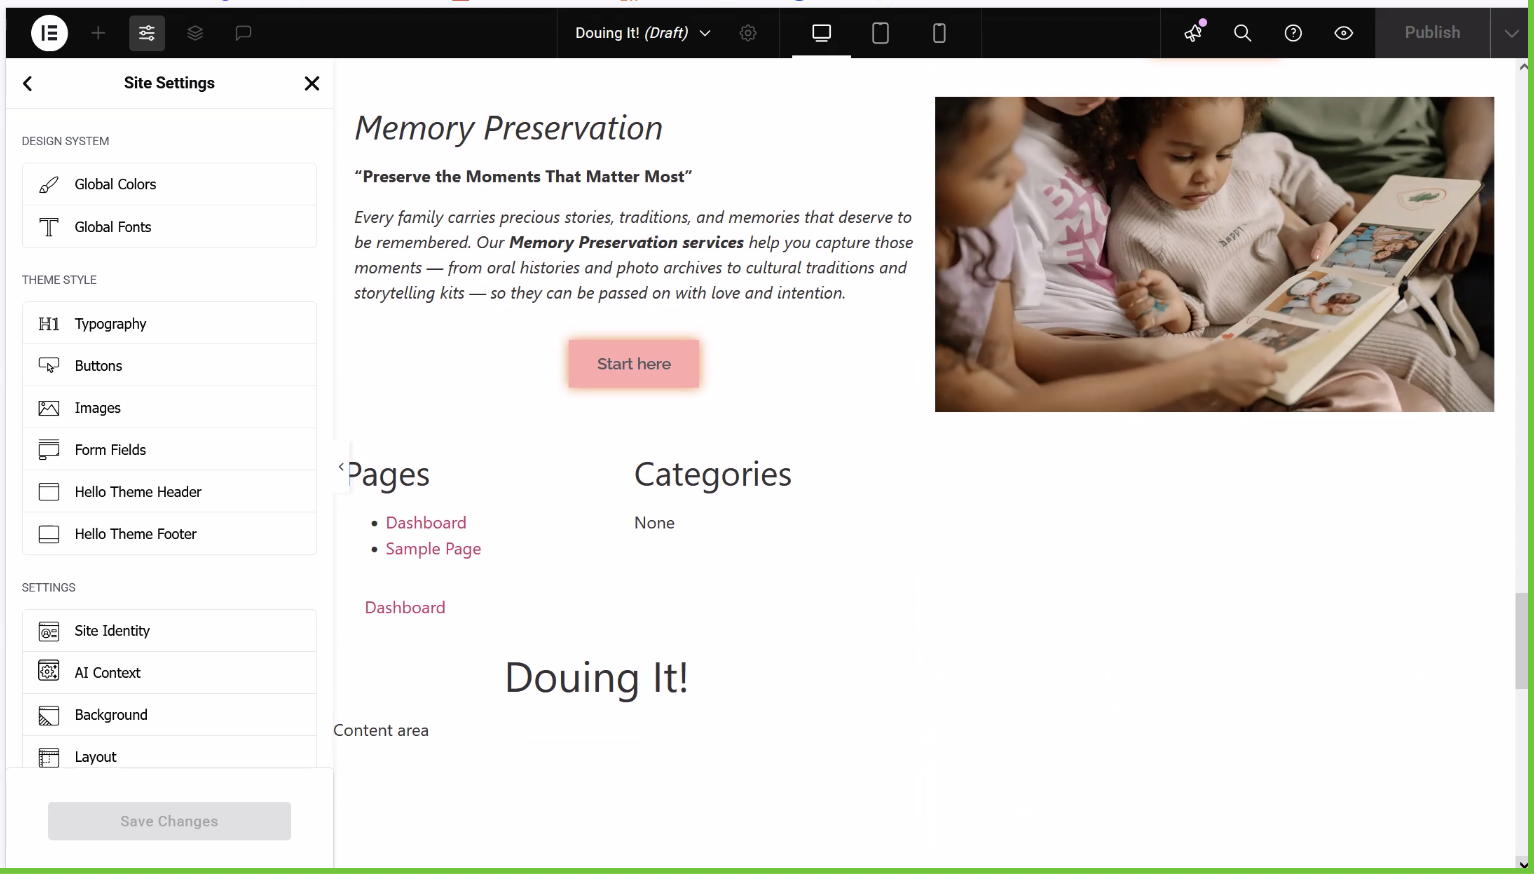 Douing It! (Draft)
Publish
Site Settings
DESIGN SYSTEM
Global Colors
Global Fonts
THEME STYLE
H1 Typography
Buttons
Images
Form Fields
Hello Theme Header
Hello Theme Footer
SETTINGS
Site Identity
AI Context
Background
Layout
Save Changes
Memory Preservation
“Preserve the Moments That Matter Most”
Every family carries precious stories, traditions, and memories that deserve to
be remembered. Our Memory Preservation services help you capture those
moments — from oral histories and photo archives to cultural traditions and
storytelling kits — so they can be passed on with love and intention.
Start here
happy
Pages
Dashboard
Sample Page
Categories
None
Dashboard
Douing It!
Content area